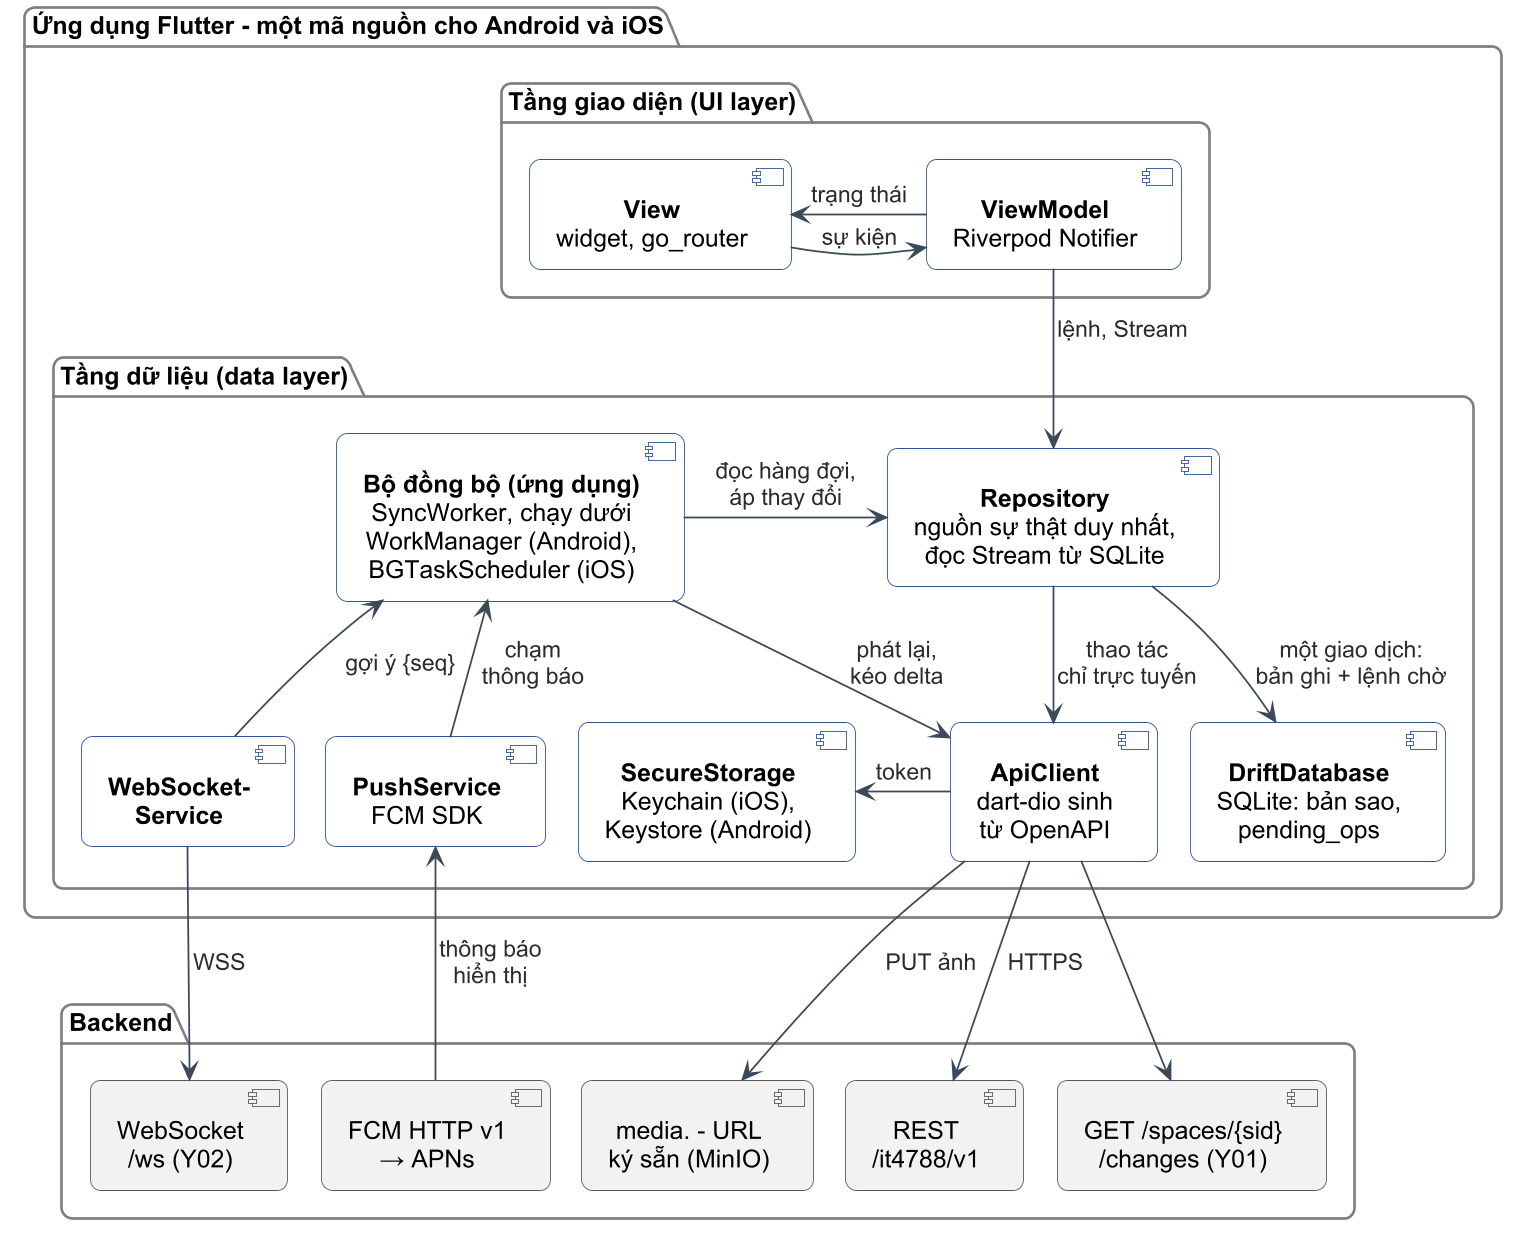 Ứng dụng Flutter - một mã nguồn cho Android và iOS
Tầng giao diện (UI layer)
View
widget, go_router
trạng thái
sự kiện
ViewModel
Riverpod Notifier
lệnh, Stream
Tầng dữ liệu (data layer)
Bộ đồng bộ (ứng dụng)
SyncWorker, chạy dưới
WorkManager (Android),
BGTaskScheduler (iOS)
đọc hàng đợi,
áp thay đổi
Repository
nguồn sự thật duy nhất,
đọc Stream từ SQLite
gợi ý {seq}
chạm
thông báo
phát lại,
kéo delta
thao tác
chỉ trực tuyến
một giao dịch:
bản ghi + lệnh chờ
WebSocket-
Service
PushService
FCM SDK
SecureStorage
Keychain (iOS),
Keystore (Android)
token
ApiClient
dart-dio sinh
từ OpenAPI
DriftDatabase
SQLite: bản sao,
pending_ops
WSS
thông báo
hiển thị
PUT ảnh
HTTPS
Backend
WebSocket
/ws (Y02)
FCM HTTP v1
→ APNs
media. - URL
ký sẵn (MinIO)
REST
/it4788/v1
GET /spaces/{sid}
/changes (Y01)